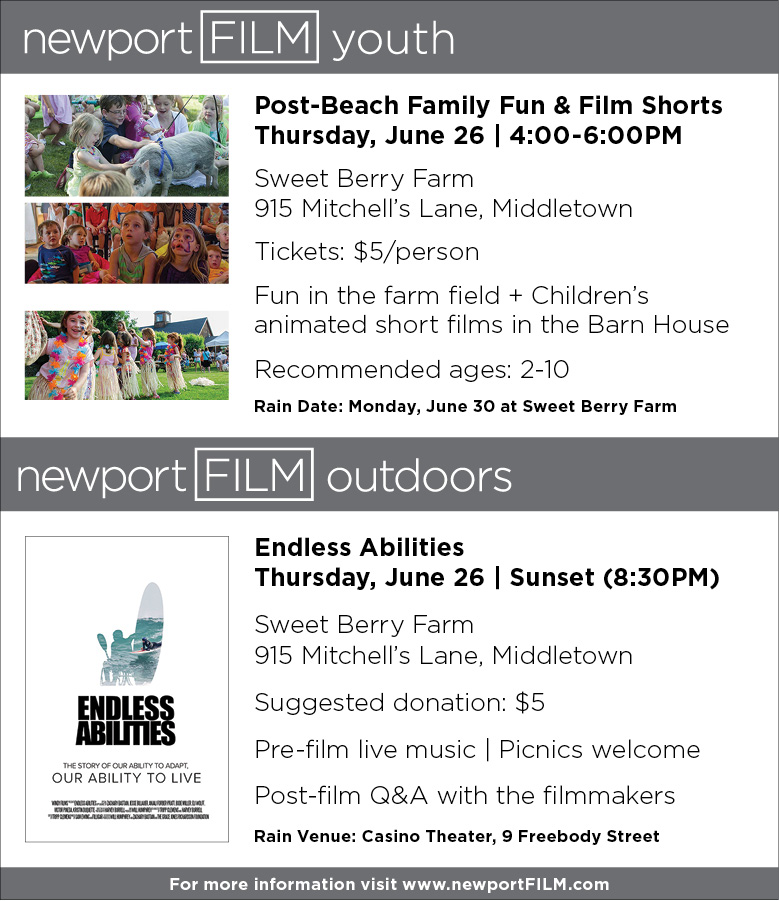 newport FILM youth
Post-Beach Family Fun & Film Shorts
Thursday, June 26 | 4:00-6:00PM
Sweet Berry Farm
915 Mitchell's Lane, Middletown
Tickets: $5/person
Fun in the farm field + Children's
animated short films in the Barn House
Recommended ages: 2-10
Rain Date: Monday, June 30 at Sweet Berry Farm
newport FILM outdoors
ENDLESS
ABILITIES
THE STORY OF OUR ABILITY TO ADAPT,
OUR ABILITY TO LIVE
Endless Abilities
Thursday, June 26 | Sunset (8:30PM)
Sweet Berry Farm
915 Mitchell's Lane, Middletown
Suggested donation: $5
Pre-film live music | Picnics welcome
Post-film Q&A with the filmmakers
Rain Venue: Casino Theater, 9 Freebody Street
For more information visit www.newportFILM.com